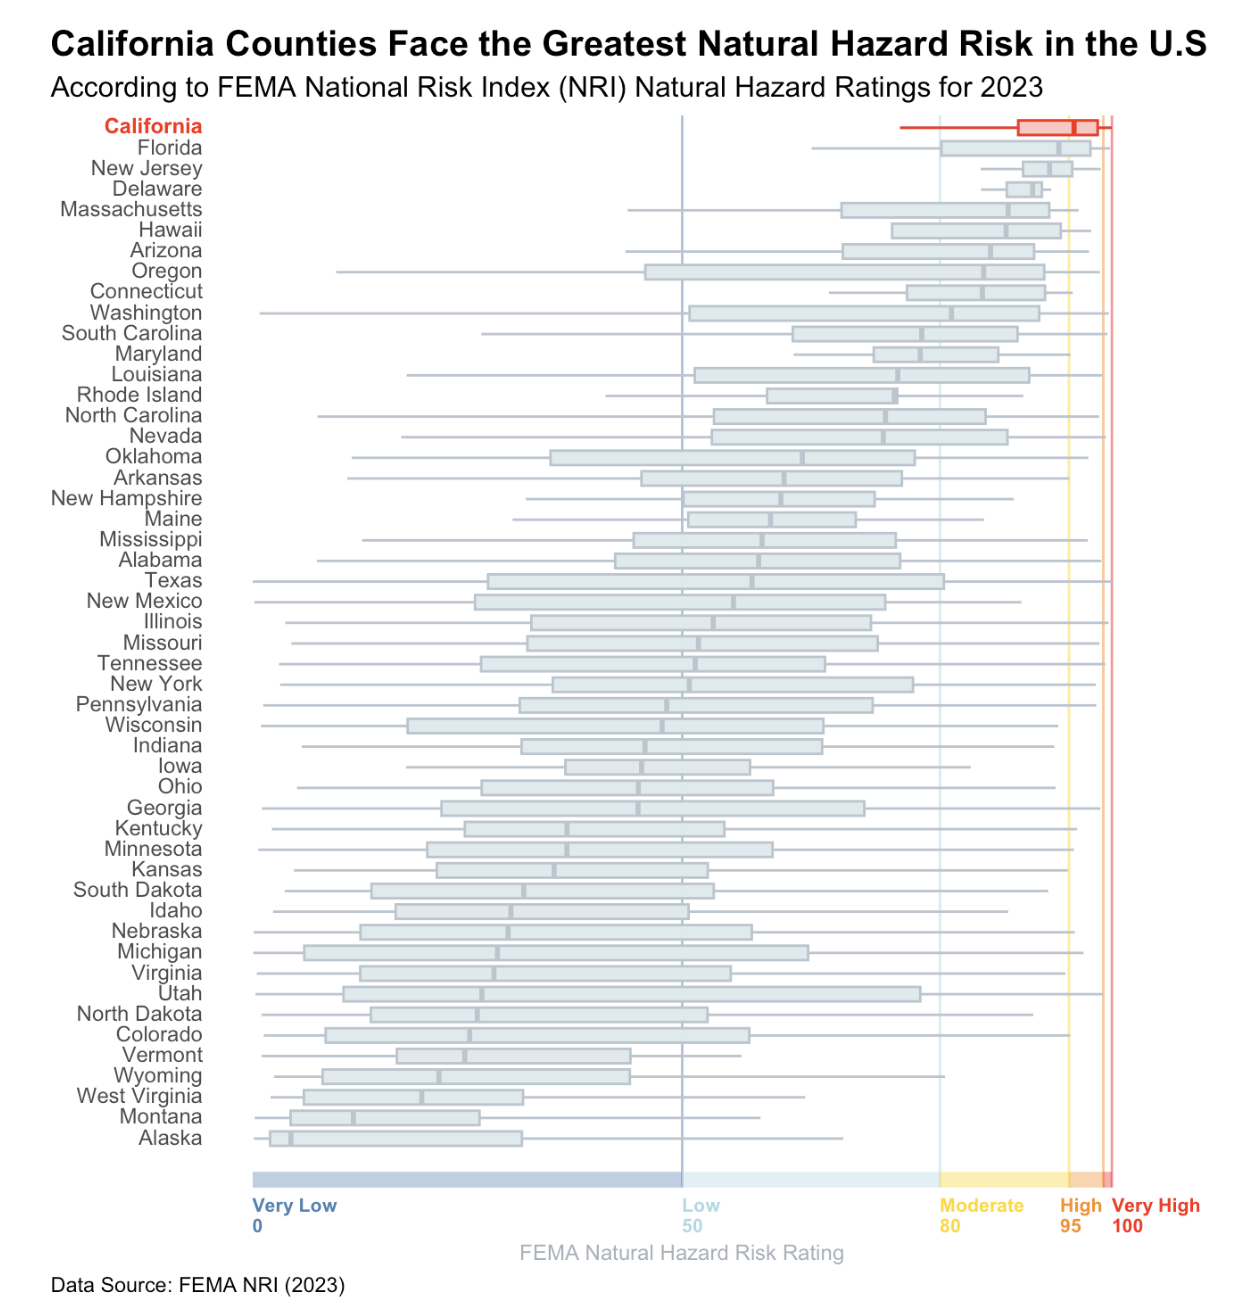 California Counties Face the Greatest Natural Hazard Risk in the U.S
According to FEMA National Risk Index (NRI) Natural Hazard Ratings for 2023
California
Florida
New Jersey
Delaware
Massachusetts
Hawaii
Arizona
Oregon
Connecticut
Washington
South Carolina
Maryland
Louisiana
Rhode Island
North Carolina
Nevada
Oklahoma
Arkansas
New Hampshire
Maine
Mississippi
Alabama
Texas
New Mexico
Illinois
Missouri
Tennessee
New York
Pennsylvania
Wisconsin
Indiana
Iowa
Ohio
Georgia
Kentucky
Minnesota
Kansas
South Dakota
Idaho
Nebraska
Michigan
Virginia
Utah
North Dakota
Colorado
Vermont
Wyoming
West Virginia
Montana
Alaska
Very Low Low Moderate High Very High
0 50 80 95 100
FEMA Natural Hazard Risk Rating
Data Source: FEMA NRI (2023)